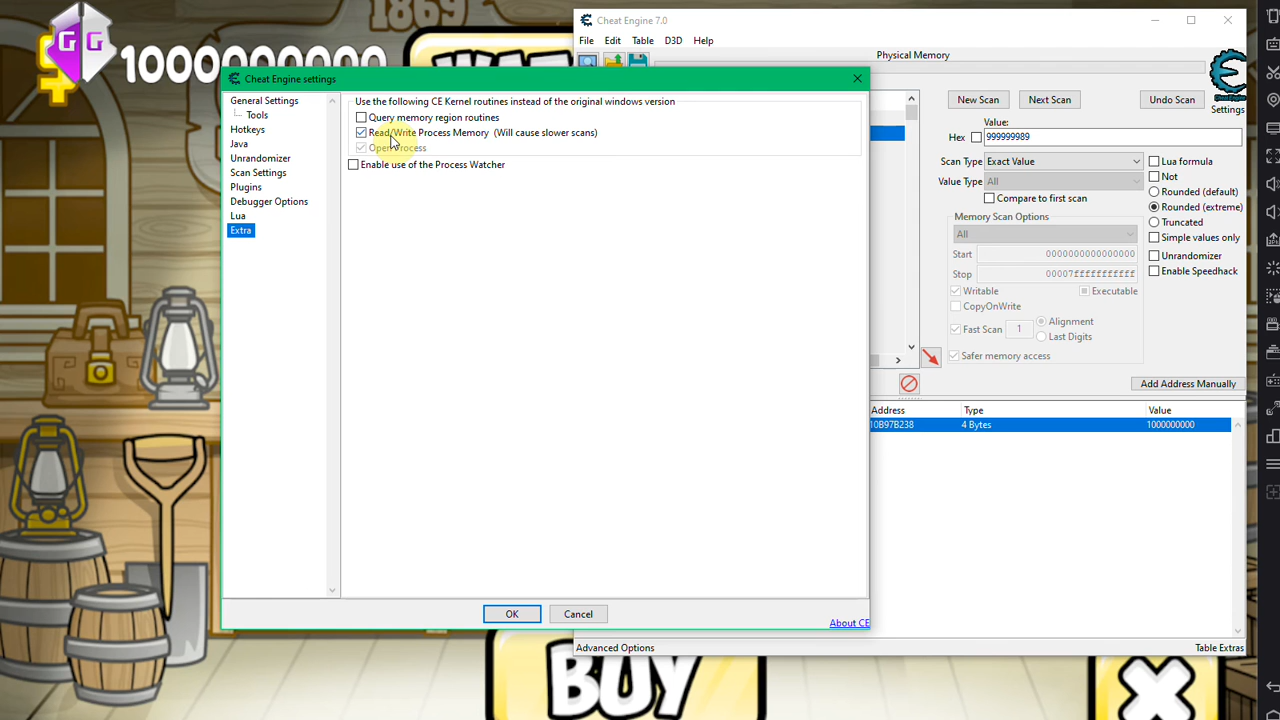 1869
GG
1000000000
Cheat Engine 7.0
File Edit Table D3D Help
Physical Memory
Cheat Engine settings
General Settings
Tools
Hotkeys
Java
Unrandomizer
Scan Settings
Plugins
Debugger Options
Lua
Extra
Use the following CE Kernel routines instead of the original windows version
Query memory region routines
Read/Write Process Memory (Will cause slower scans)
Open Process
Enable use of the Process Watcher
OK Cancel
About CE
New Scan Next Scan Undo Scan
Settings
Value:
Hex 999999989
Scan Type Exact Value
Value Type All
Compare to first scan
Lua formula
Not
Rounded (default)
Rounded (extreme)
Truncated
Simple values only
Unrandomizer
Enable Speedhack
Memory Scan Options
All
Start 0000000000000000
Stop 00007fffffffffff
Writable Executable
CopyOnWrite
Fast Scan 1 Alignment
Last Digits
Safer memory access
Add Address Manually
Address Type Value
10B97B238 4 Bytes 1000000000
Advanced Options Table Extras
BUY